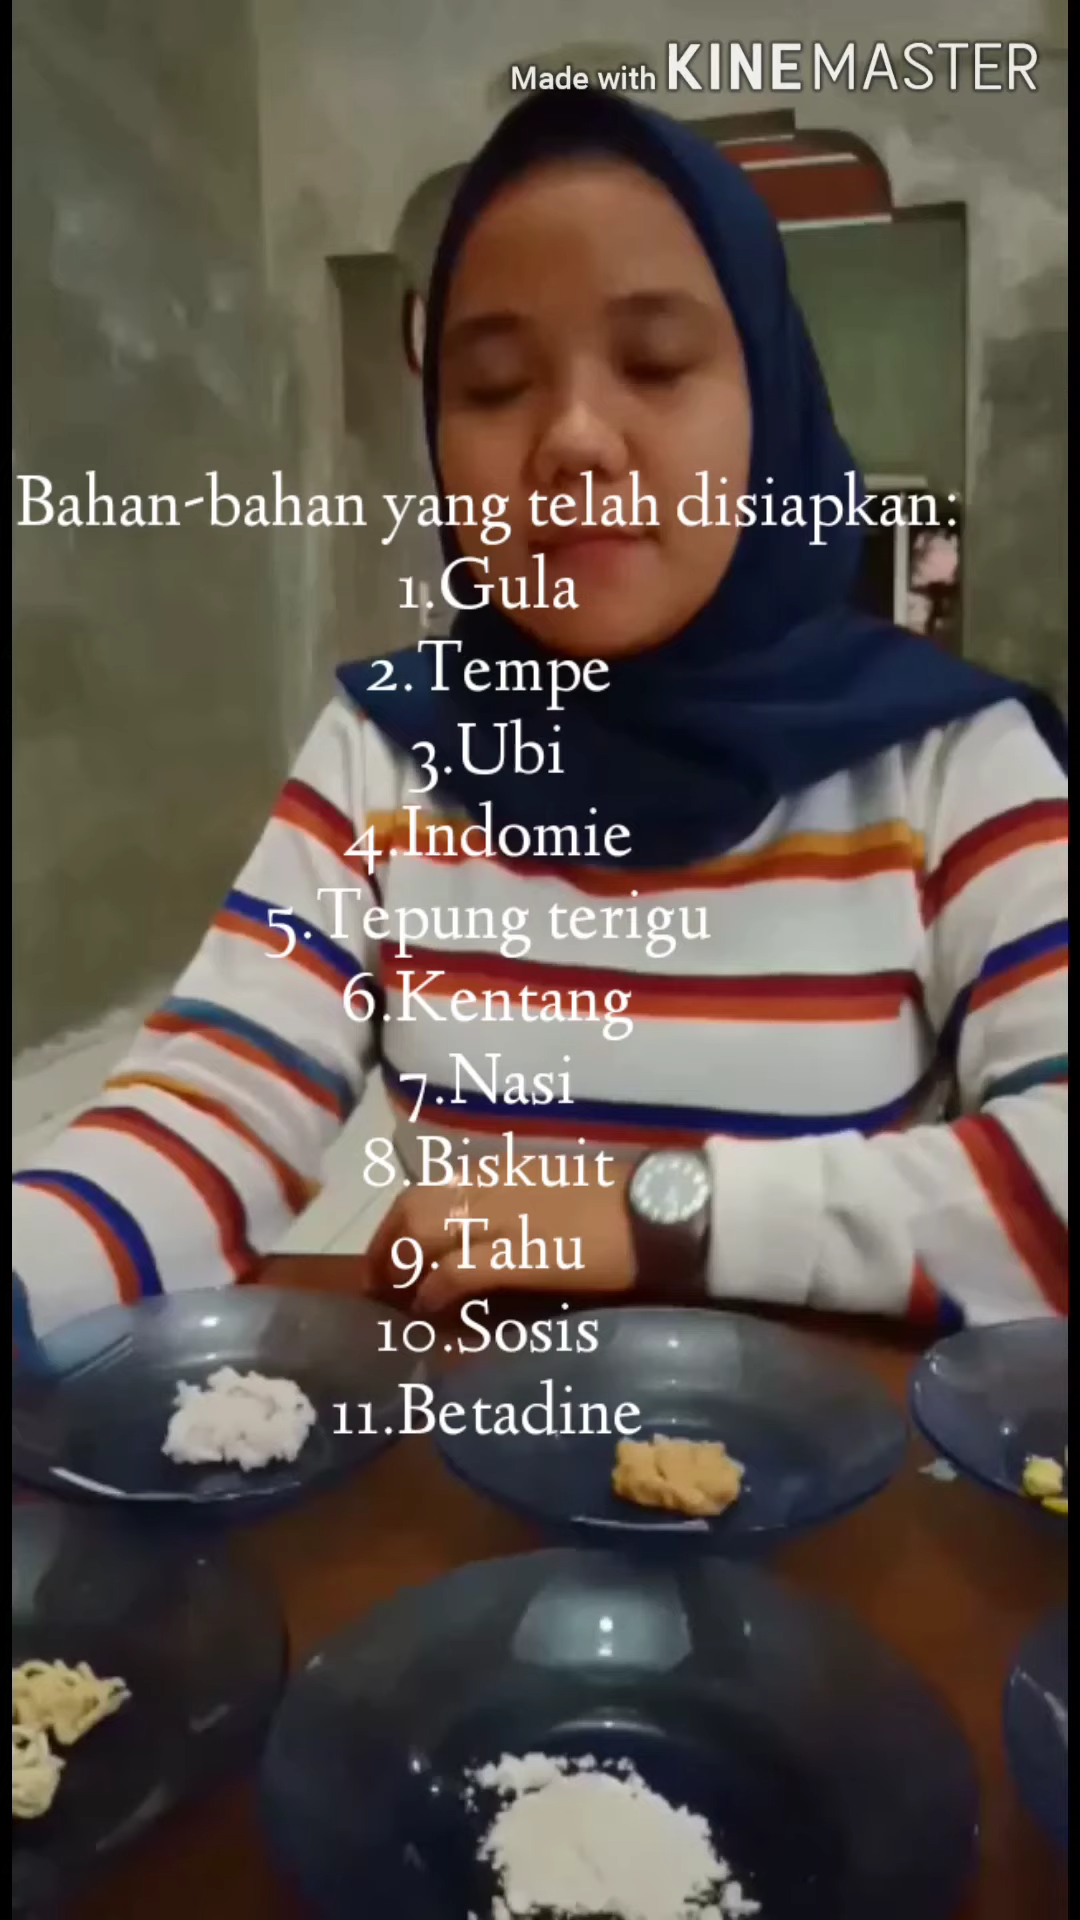 Made with KINEMASTER
Bahan-bahan yang telah disiapkan:
1.Gula
2.Tempe
3.Ubi
4.Indomie
5.Tepung terigu
6.Kentang
7.Nasi
8.Biskuit
9.Tahu
10.Sosis
11.Betadine